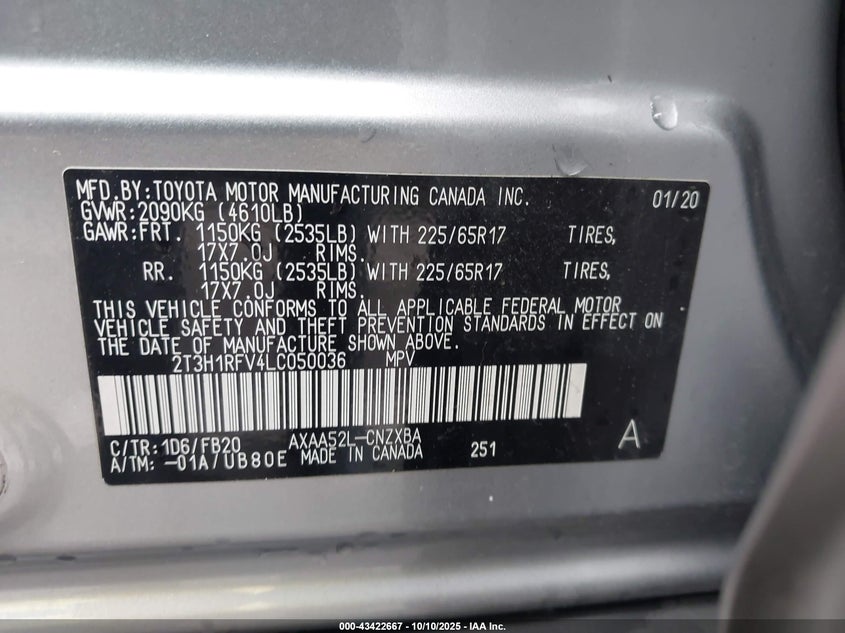 MFD.BY:TOYOTA MOTOR MANUFACTURING CANADA INC. 01/20
GVWR:2090KG (4610LB)
GAWR:FRT. 1150KG (2535LB) WITH 225/65R17 TIRES,
17X7.0J RIMS.
RR. 1150KG (2535LB) WITH 225/65R17 TIRES,
17X7.0J RIMS.
THIS VEHICLE CONFORMS TO ALL APPLICABLE FEDERAL MOTOR
VEHICLE SAFETY AND THEFT PREVENTION STANDARDS IN EFFECT ON
THE DATE OF MANUFACTURE SHOWN ABOVE.
2T3H1RFV4LC050036 MPV
C/TR:1D6/FB20 AXAA52L-CNZXBA A
A/TM: -01A/UB80E MADE IN CANADA 251
000-43422667 - 10/10/2025 - IAA Inc.